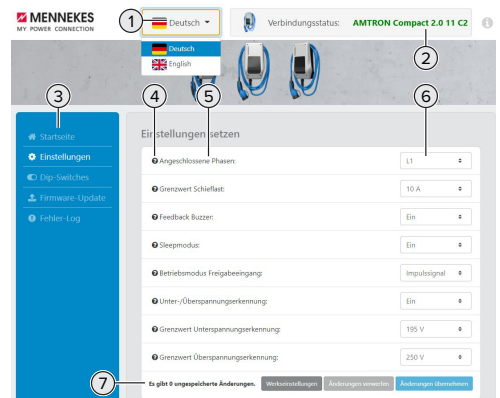 MENNEKES
MY POWER CONNECTION
1
Deutsch
Deutsch
English
Verbindungsstatus: AMTRON Compact 2.0 11 C2
2
3
4
5
6
Startseite
Einstellungen
Dip-Switches
Firmware-Update
Fehler-Log
Einstellungen setzen
Angeschlossene Phasen: L1
Grenzwert Schieflast: 10 A
Feedback Buzzer: Ein
Sleepmodus: Ein
Betriebsmodus Freigabeeingang: Impulssignal
Unter-/Überspannungserkennung: Ein
Grenzwert Unterspannungserkennung: 195 V
Grenzwert Überspannungserkennung: 250 V
7
Es gibt 0 ungespeicherte Änderungen. Werkseinstellungen Änderungen verwerfen Änderungen übernehmen